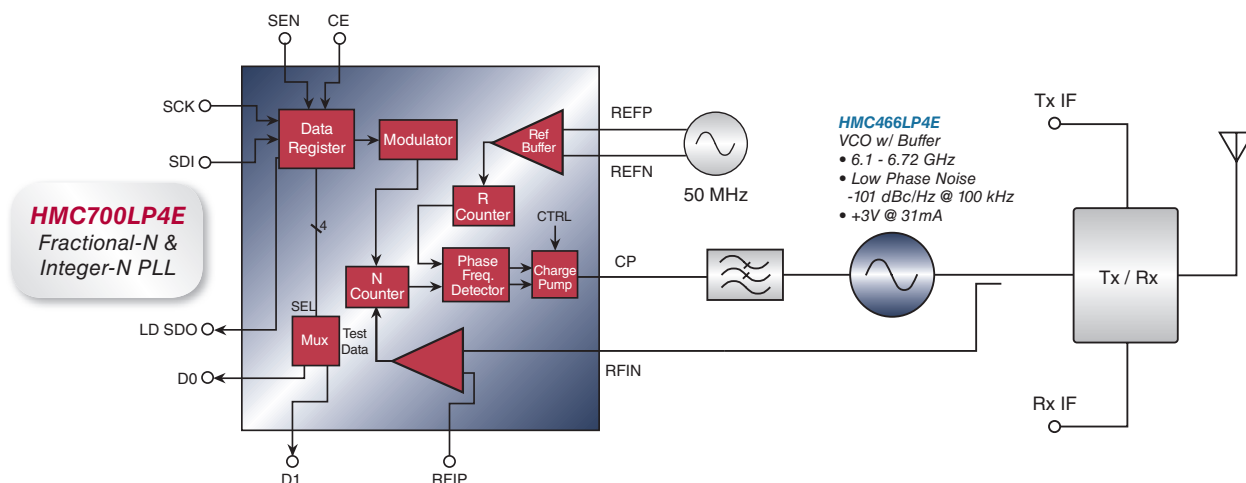 SEN
CE
SCK
SDI
Data
Register
Modulator
Ref
Buffer
REFP
REFN
50 MHz
HMC466LP4E
VCO w/ Buffer
• 6.1 - 6.72 GHz
• Low Phase Noise
-101 dBc/Hz @ 100 kHz
• +3V @ 31mA
Tx IF
HMC700LP4E
Fractional-N &
Integer-N PLL
R
Counter
4
CTRL
N
Counter
Phase
Freq.
Detector
Charge
Pump
CP
Tx / Rx
SEL
LD SDO
Mux
Test
Data
D0
RFIN
Rx IF
D1
RFIP